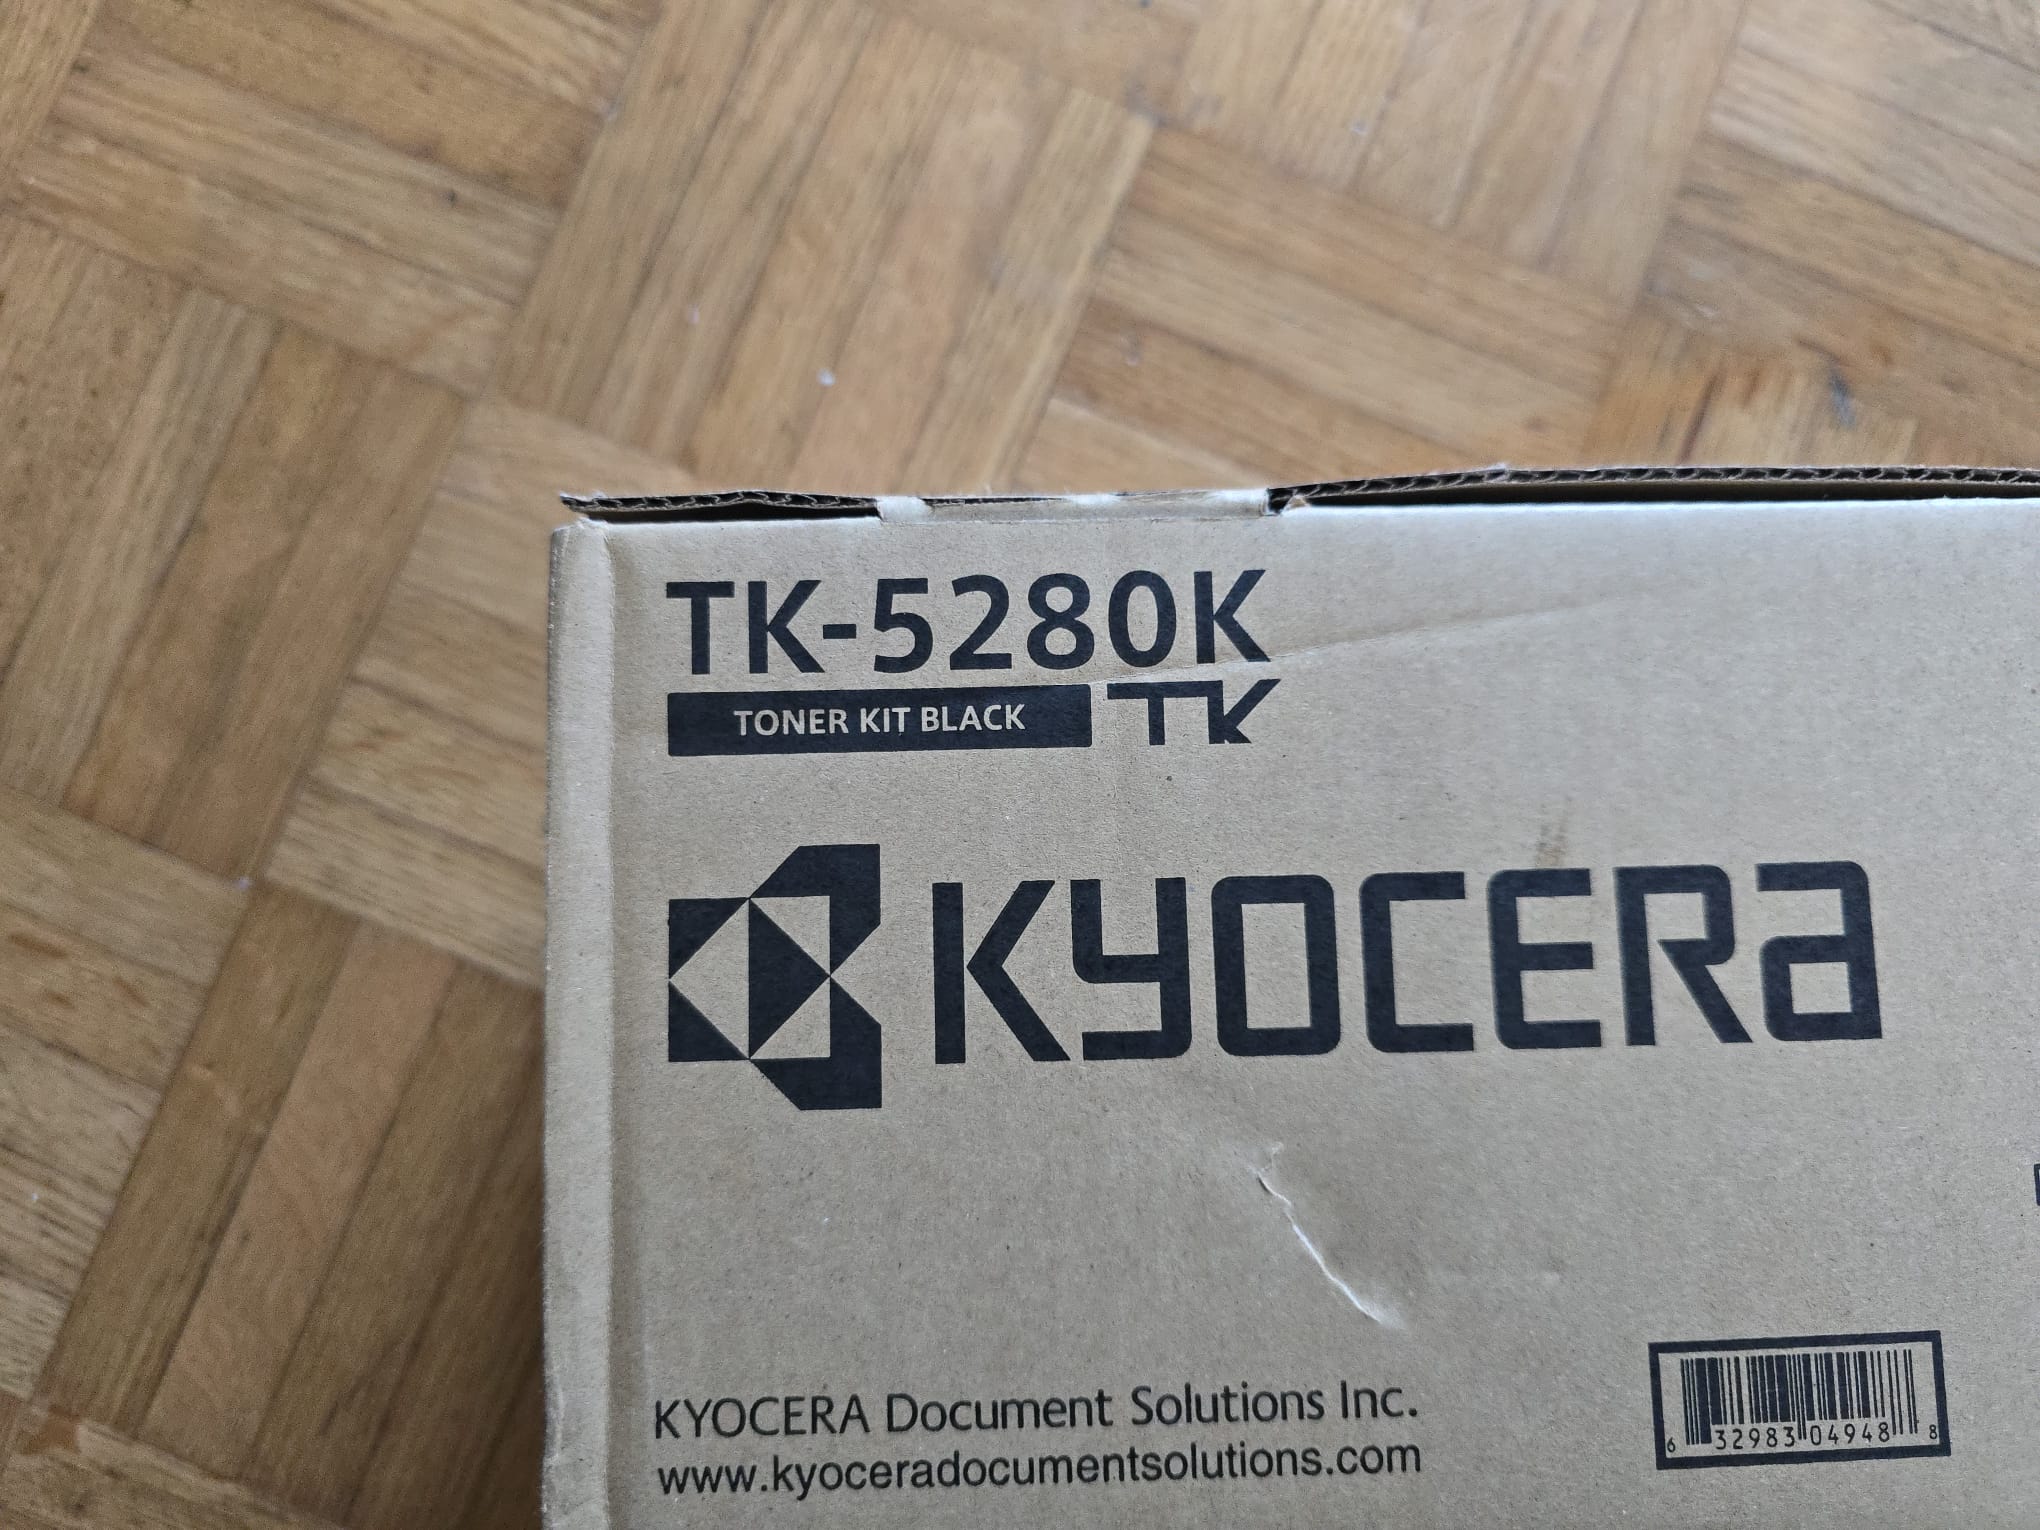 TK-5280K
TONER KIT BLACK TK
KYOCERA
KYOCERA Document Solutions Inc.
www.kyoceradocumentsolutions.com
6 32983 04948 8